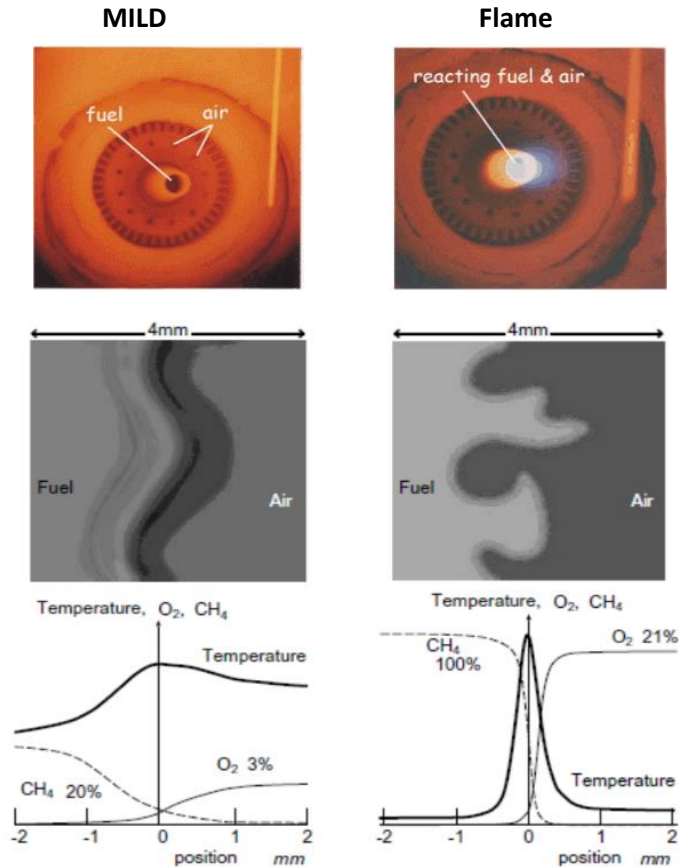 MILD
Flame
fuel
air
reacting fuel & air
4mm
4mm
Fuel
Air
Fuel
Air
Temperature, O₂, CH₄
Temperature
O₂ 3%
CH₄ 20%
-2 -1 0 1 2
position mm
Temperature, O₂, CH₄
CH₄
100%
O₂ 21%
Temperature
-2 -1 0 1 2
position mm